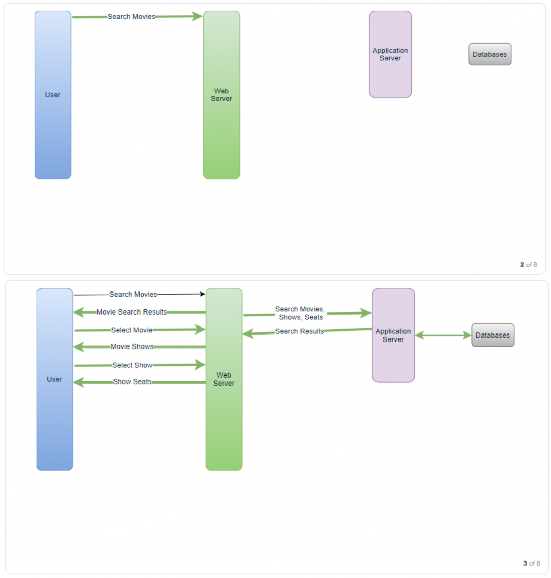 Search Movies
User
Web
Server
Application
Server
Databases
2 of 8
Search Movies
Movie Search Results
Select Movie
Movie Shows
Select Show
Show Seats
User
Web
Server
Search Movies,
Shows, Seats
Search Results
Application
Server
Databases
3 of 8